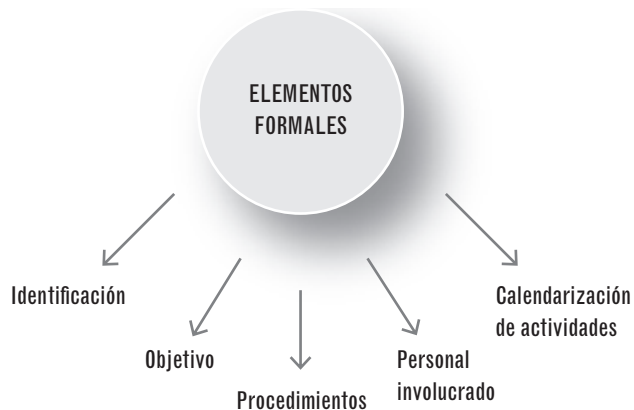 ELEMENTOS
FORMALES
Identificación
Objetivo
Procedimientos
Personal
involucrado
Calendarización
de actividades